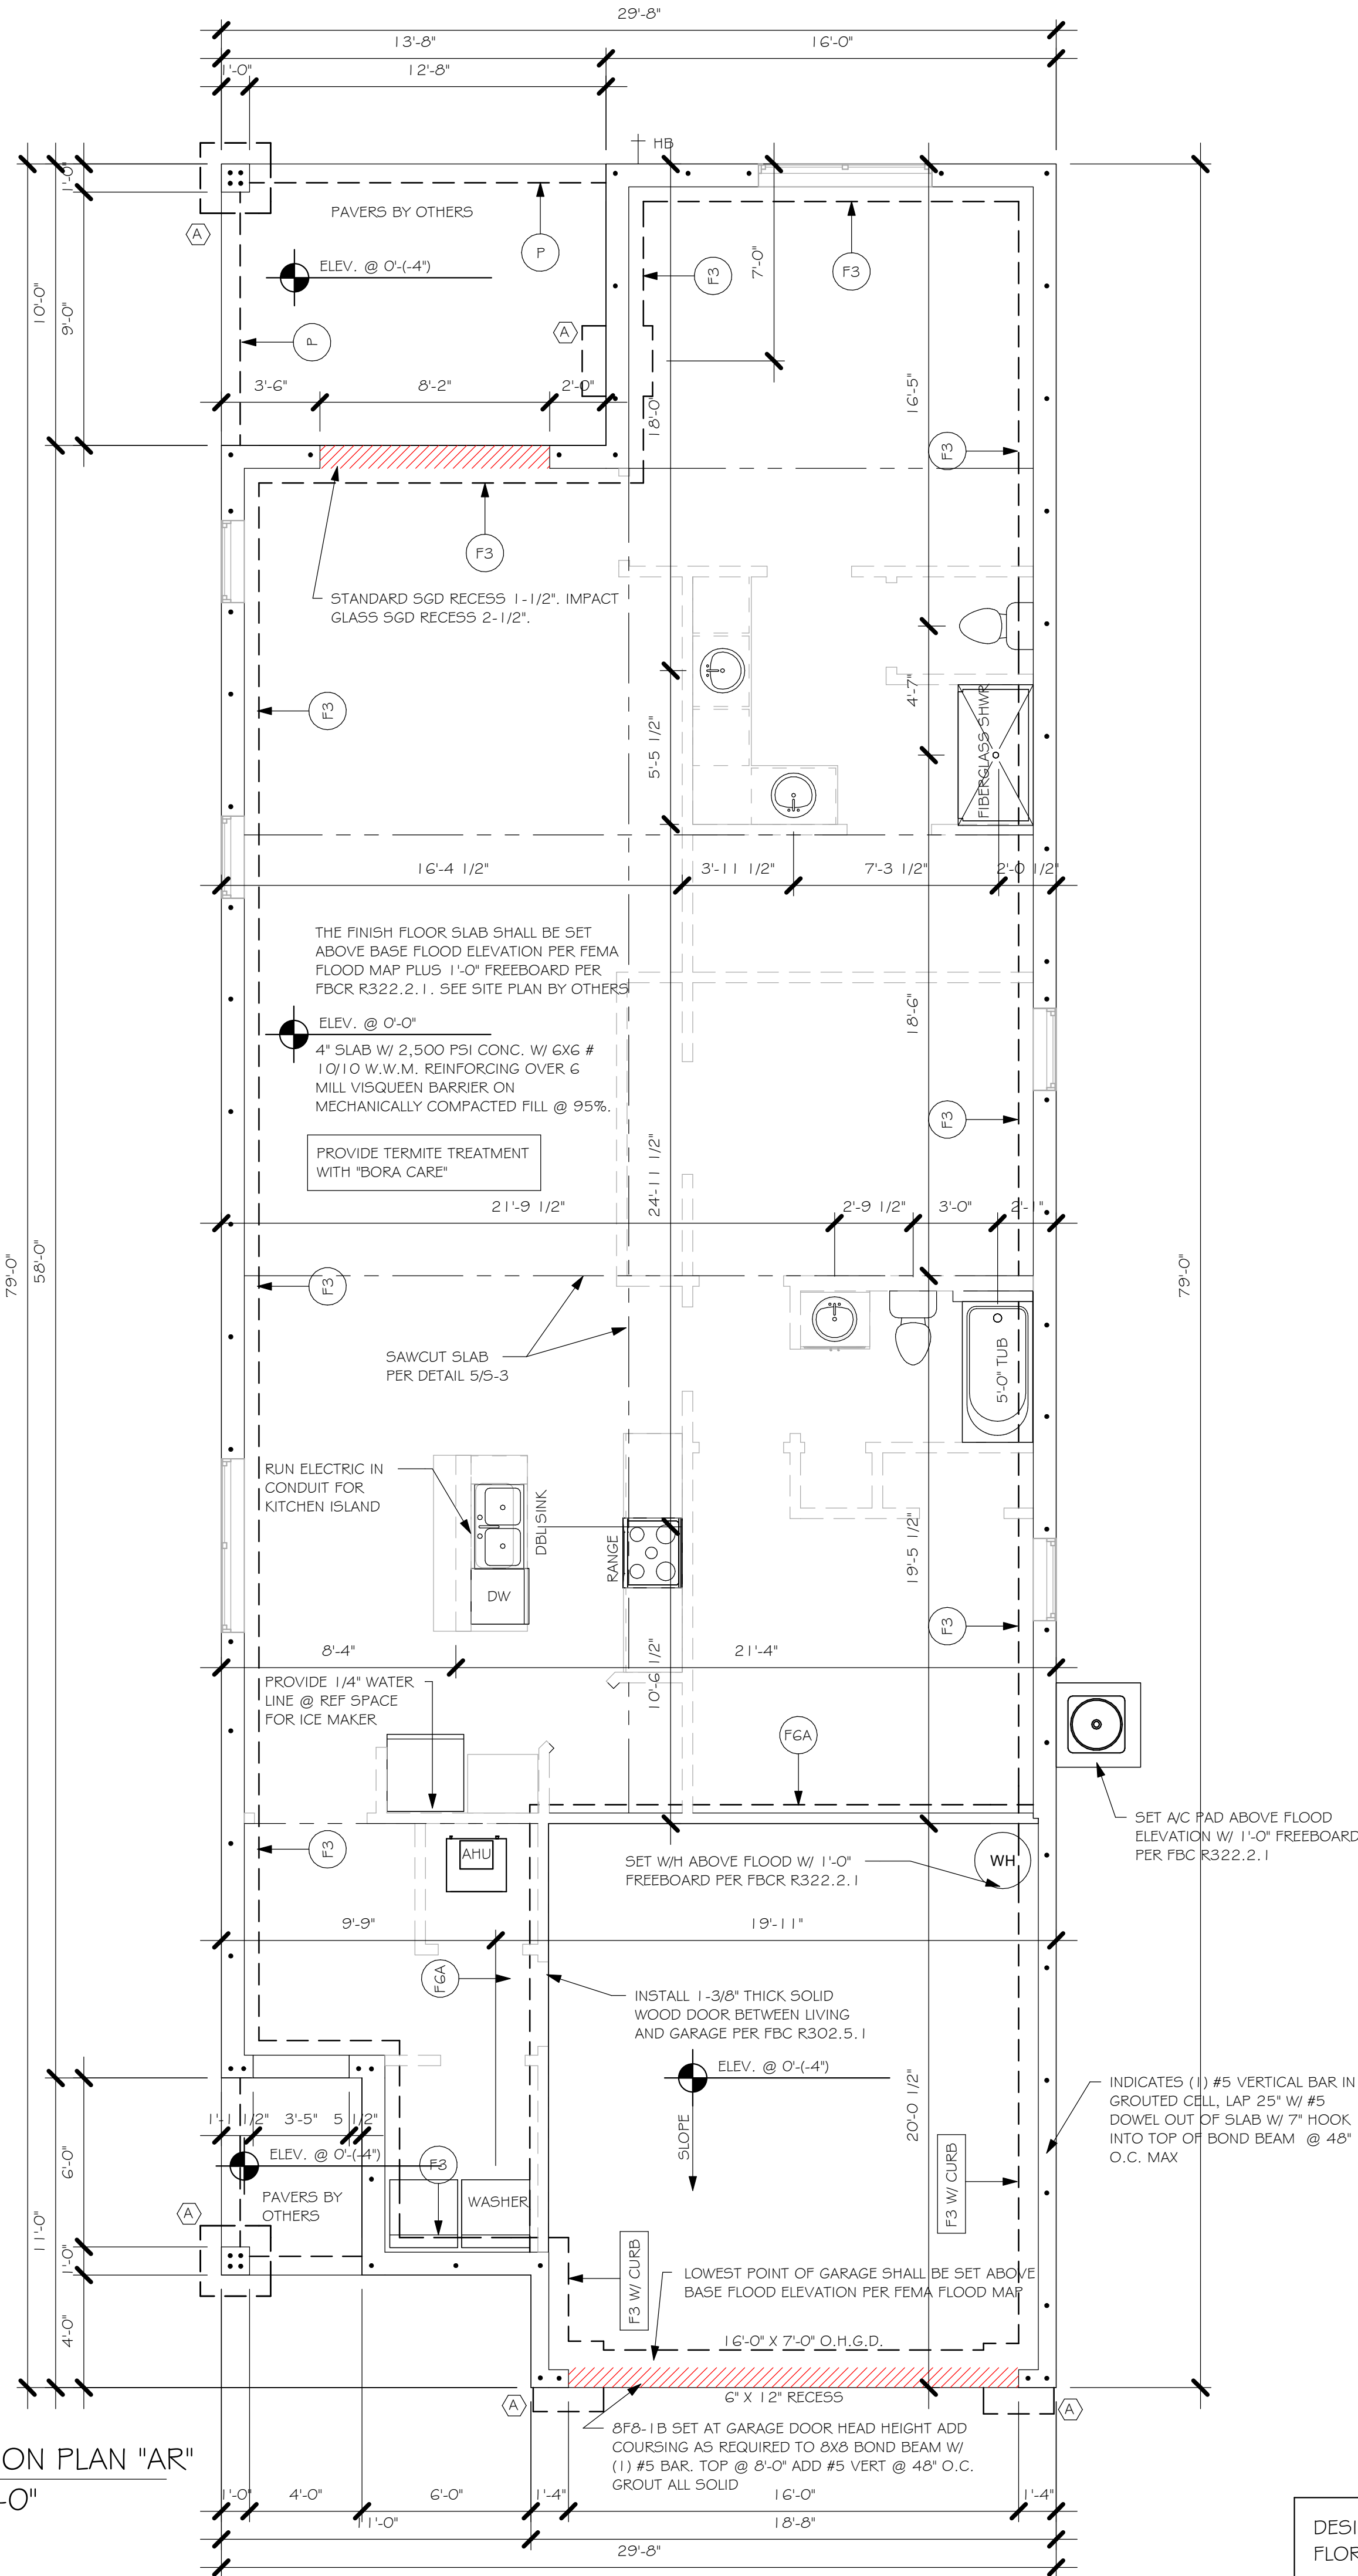 29'-8"
13'-8"
16'-0"
1'-0"
12'-8"
HB
1'-0"
PAVERS BY OTHERS
A
P
ELEV. @ 0'-(-4")
F3
F3
7'-0"
10'-0"
9'-0"
P
A
3'-6"
8'-2"
2'-0"
18'-0"
16'-5"
F3
F3
STANDARD SGD RECESS 1-1/2". IMPACT
GLASS SGD RECESS 2-1/2".
F3
4'-7"
FIBERGLASS SHWR
5'-5 1/2"
16'-4 1/2"
3'-11 1/2"
7'-3 1/2"
2'-0 1/2"
THE FINISH FLOOR SLAB SHALL BE SET
ABOVE BASE FLOOD ELEVATION PER FEMA
FLOOD MAP PLUS 1'-0" FREEBOARD PER
FBCR R322.2.1. SEE SITE PLAN BY OTHERS
18'-6"
ELEV. @ 0'-0"
4" SLAB W/ 2,500 PSI CONC. W/ 6X6 #
10/10 W.W.M. REINFORCING OVER 6
MILL VISQUEEN BARRIER ON
MECHANICALLY COMPACTED FILL @ 95%.
F3
PROVIDE TERMITE TREATMENT
WITH "BORA CARE"
24'-11 1/2"
21'-9 1/2"
2'-9 1/2"
3'-0"
2'-1"
79'-0"
58'-0"
79'-0"
F3
SAWCUT SLAB
PER DETAIL 5/S-3
5'-0" TUB
RUN ELECTRIC IN
CONDUIT FOR
KITCHEN ISLAND
DBL SINK
RANGE
DW
19'-5 1/2"
F3
8'-4"
10'-6 1/2"
21'-4"
PROVIDE 1/4" WATER
LINE @ REF SPACE
FOR ICE MAKER
F6A
SET A/C PAD ABOVE FLOOD
ELEVATION W/ 1'-0" FREEBOARD
PER FBC R322.2.1
F3
AHU
SET W/H ABOVE FLOOD W/ 1'-0"
FREEBOARD PER FBCR R322.2.1
WH
9'-9"
19'-11"
F6A
INSTALL 1-3/8" THICK SOLID
WOOD DOOR BETWEEN LIVING
AND GARAGE PER FBC R302.5.1
ELEV. @ 0'-(-4")
INDICATES (1) #5 VERTICAL BAR IN
GROUTED CELL, LAP 25" W/ #5
DOWEL OUT OF SLAB W/ 7" HOOK
INTO TOP OF BOND BEAM @ 48"
O.C. MAX
SLOPE
20'-0 1/2"
1'-1 1/2"
3'-5"
5 1/2"
6'-0"
ELEV. @ 0'-(-4")
F3
F3 W/ CURB
PAVERS BY
OTHERS
WASHER
A
11'-0"
1'-0"
F3 W/ CURB
LOWEST POINT OF GARAGE SHALL BE SET ABOVE
BASE FLOOD ELEVATION PER FEMA FLOOD MAP
4'-0"
16'-0" X 7'-0" O.H.G.D.
6" X 12" RECESS
A
A
8F8-1B SET AT GARAGE DOOR HEAD HEIGHT ADD
COURSING AS REQUIRED TO 8X8 BOND BEAM W/
(1) #5 BAR. TOP @ 8'-0" ADD #5 VERT @ 48" O.C.
GROUT ALL SOLID
ON PLAN "AR"
-0"
1'-0"
4'-0"
6'-0"
1'-4"
16'-0"
1'-4"
11'-0"
18'-8"
29'-8"
DESI
FLOR